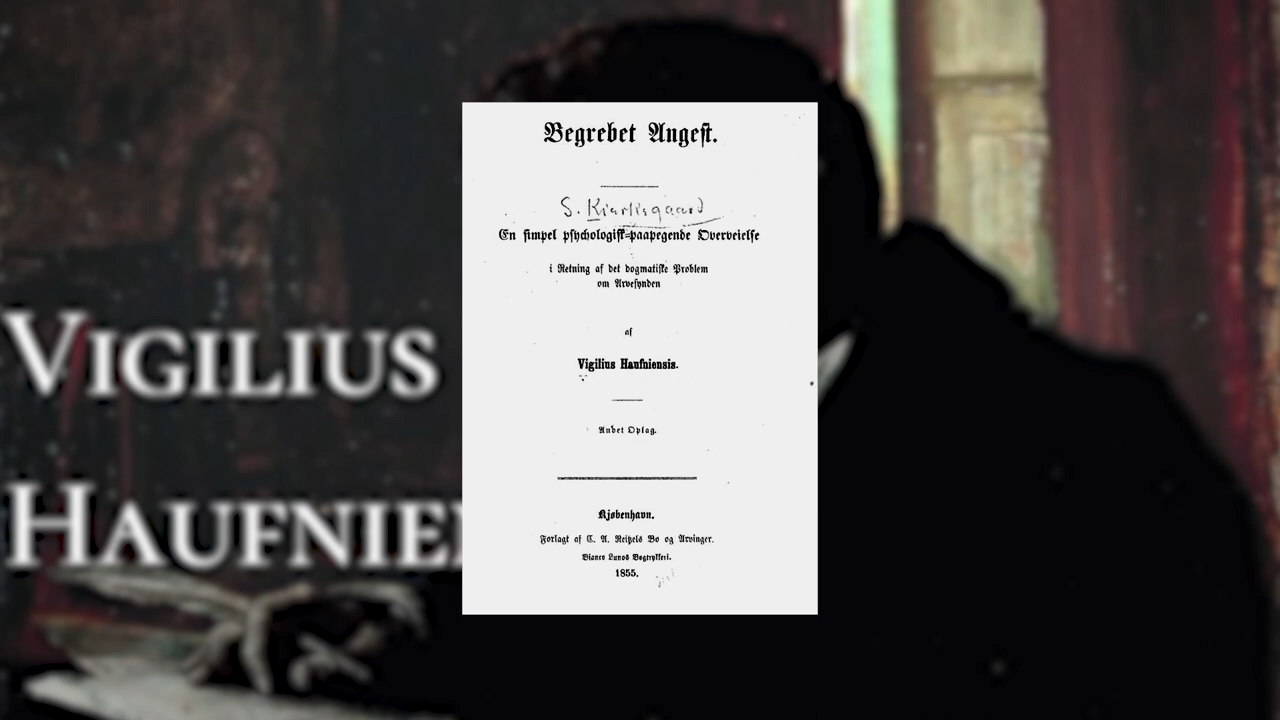 Vigilius
Begrebet Angest.
S. Kierkegaard
En simpel psychologisk-paapegende Overveielse
i Retning af det dogmatiske Problem
om Arvesynden
af
Vigilius Haufniensis.
Haufnie
Andet Oplag.
Kjøbenhavn.
Forlagt af C. A. Reitzels Bo og Arvinger.
Bianco Lunos Bogtrykkeri.
1855.